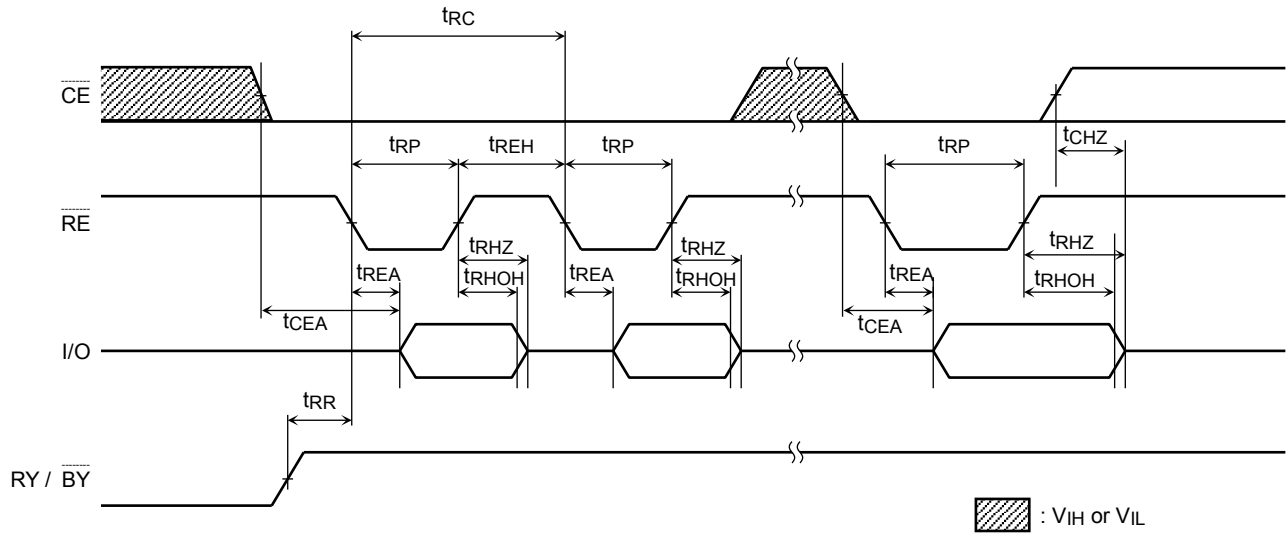 tRC
CE
tCHZ
tRP tREH tRP tRP
RE
tRHZ tRHZ tRHZ
tREA tRHOH tREA tRHOH tREA tRHOH
tCEA tCEA
I/O
tRR
RY / BY
: VIH or VIL